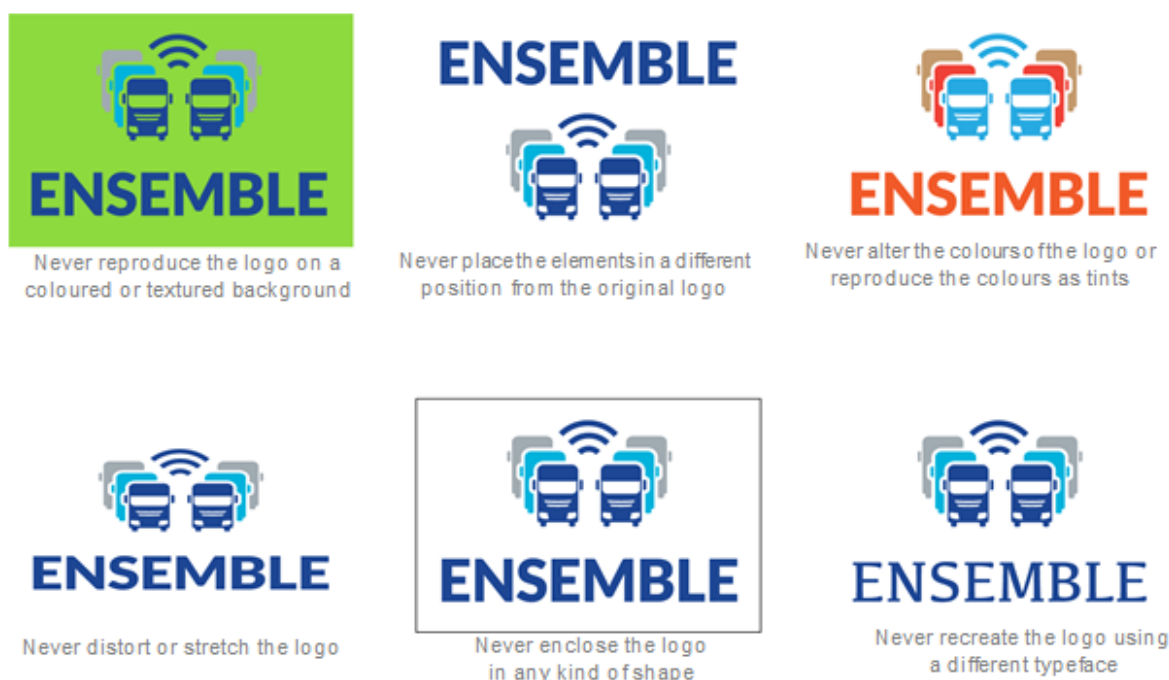 ENSEMBLE
Never reproduce the logo on a
coloured or textured background
ENSEMBLE
Never place the elements in a different
position from the original logo
ENSEMBLE
Never alter the colours of the logo or
reproduce the colours as tints
ENSEMBLE
Never distort or stretch the logo
ENSEMBLE
Never enclose the logo
in any kind of shape
ENSEMBLE
Never recreate the logo using
a different typeface